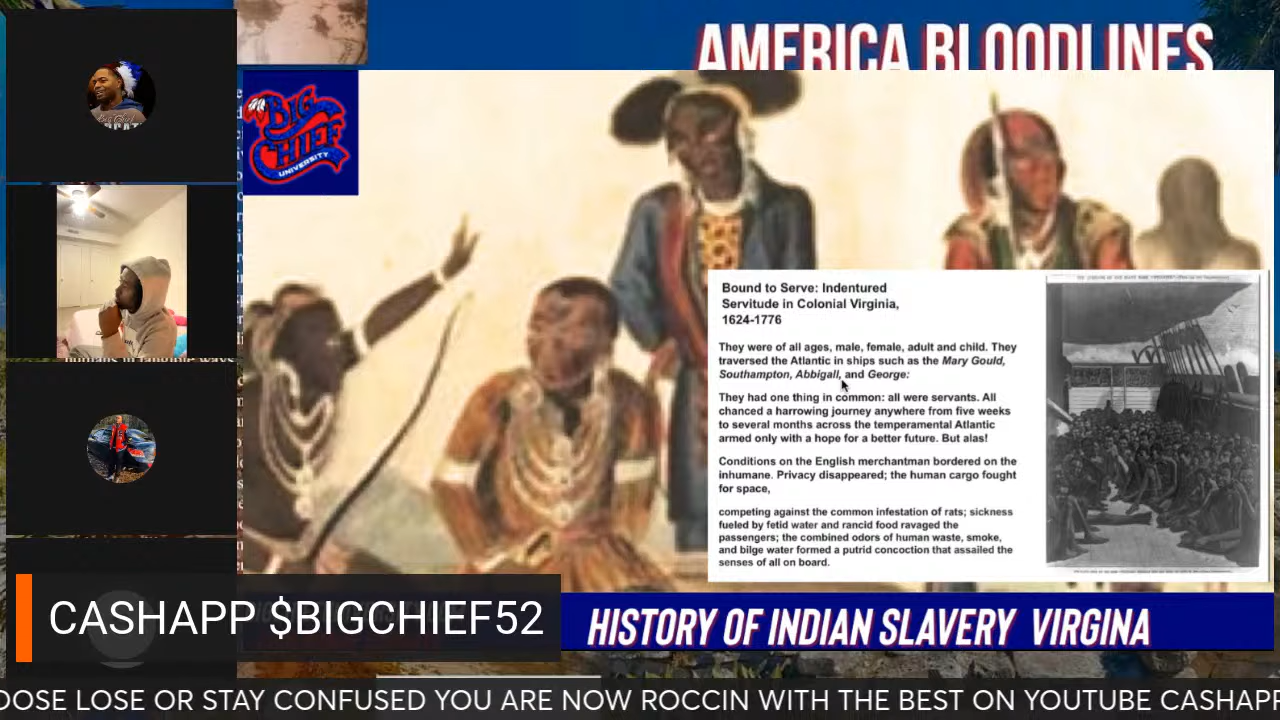 AMERICA BLOODLINES
BIG
CHIEF
UNIVERSITY
Bound to Serve: Indentured
Servitude in Colonial Virginia,
1624-1776
They were of all ages, male, female, adult and child. They
traversed the Atlantic in ships such as the Mary Gould,
Southampton, Abbigall, and George:
They had one thing in common: all were servants. All
chanced a harrowing journey anywhere from five weeks
to several months across the temperamental Atlantic
armed only with a hope for a better future. But alas!
Conditions on the English merchantman bordered on the
inhumane. Privacy disappeared; the human cargo fought
for space,
competing against the common infestation of rats; sickness
fueled by fetid water and rancid food ravaged the
passengers; the combined odors of human waste, smoke,
and bilge water formed a putrid concoction that assailed the
senses of all on board.
humans in tangible ways
CASHAPP $BIGCHIEF52
HISTORY OF INDIAN SLAVERY VIRGINA
OOSE LOSE OR STAY CONFUSED YOU ARE NOW ROCCIN WITH THE BEST ON YOUTUBE CASHAPP